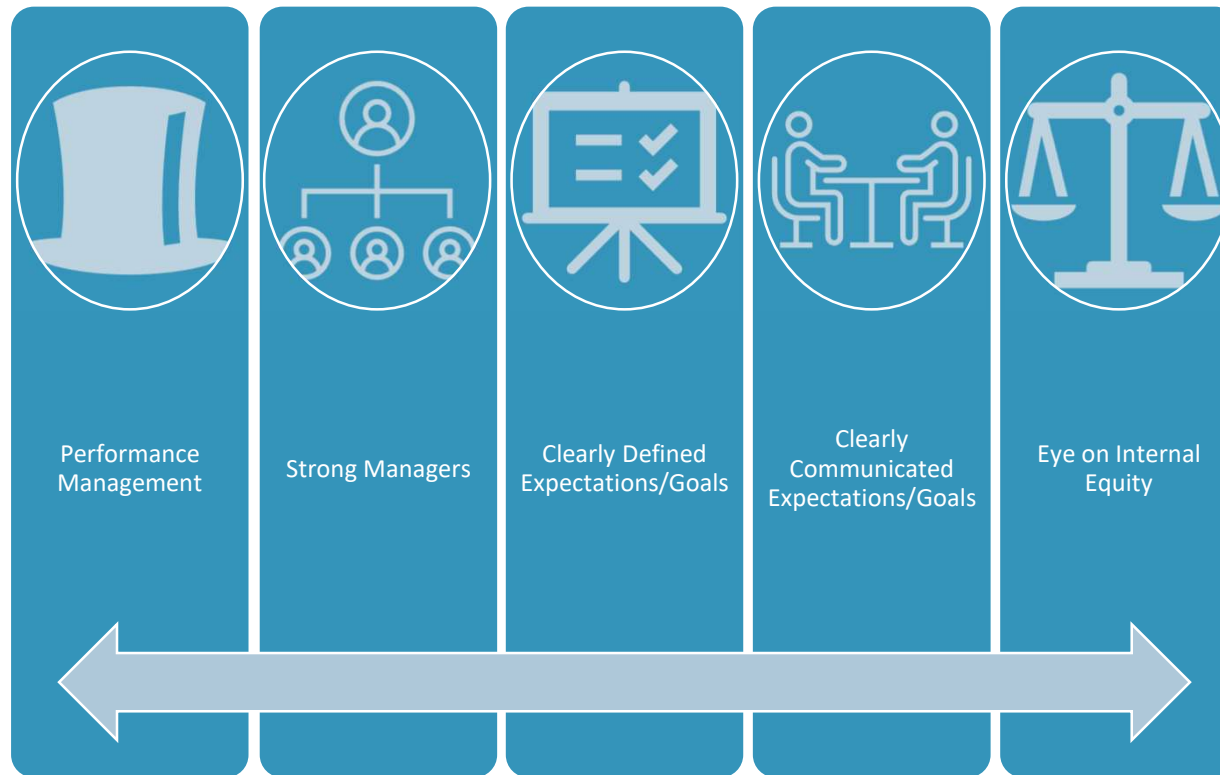 Performance
Management
Strong Managers
Clearly Defined
Expectations/Goals
Clearly
Communicated
Expectations/Goals
Eye on Internal
Equity